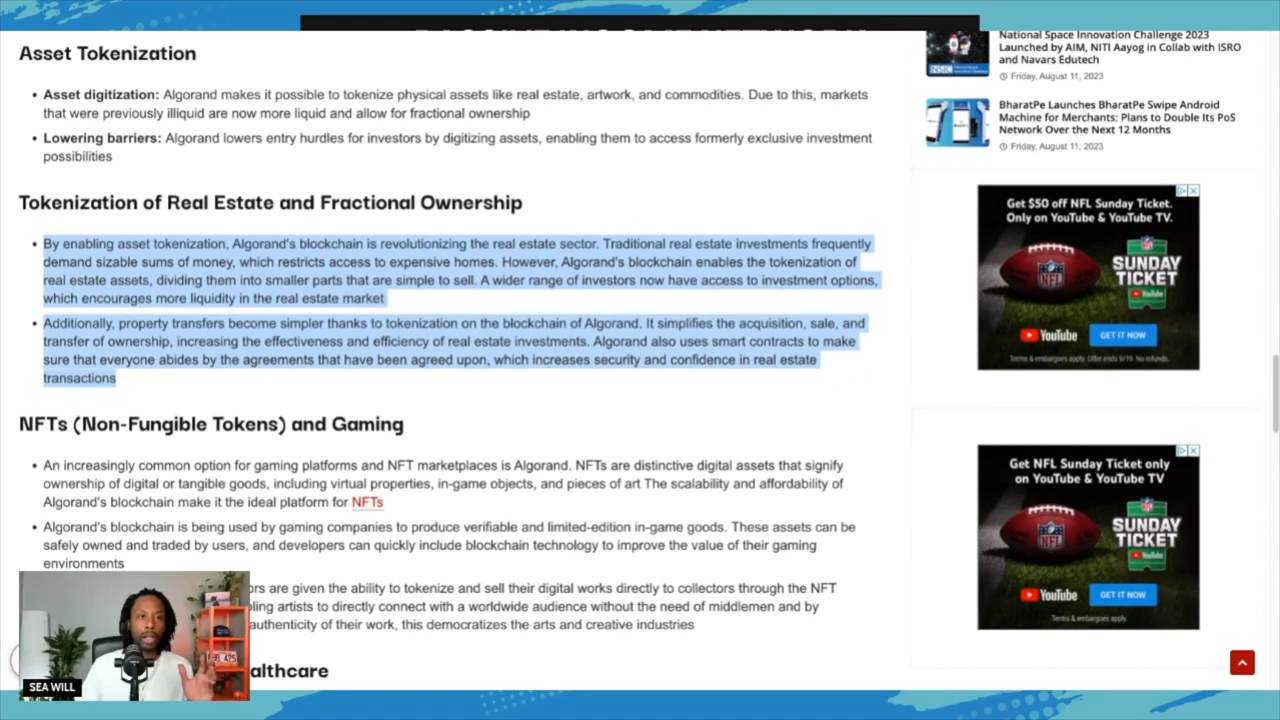 Asset Tokenization
• Asset digitization: Algorand makes it possible to tokenize physical assets like real estate, artwork, and commodities. Due to this, markets
that were previously illiquid are now more liquid and allow for fractional ownership
• Lowering barriers: Algorand lowers entry hurdles for investors by digitizing assets, enabling them to access formerly exclusive investment
possibilities
Tokenization of Real Estate and Fractional Ownership
• By enabling asset tokenization, Algorand's blockchain is revolutionizing the real estate sector. Traditional real estate investments frequently
demand sizable sums of money, which restricts access to expensive homes. However, Algorand's blockchain enables the tokenization of
real estate assets, dividing them into smaller parts that are simple to sell. A wider range of investors now have access to investment options,
which encourages more liquidity in the real estate market
• Additionally, property transfers become simpler thanks to tokenization on the blockchain of Algorand. It simplifies the acquisition, sale, and
transfer of ownership, increasing the effectiveness and efficiency of real estate investments. Algorand also uses smart contracts to make
sure that everyone abides by the agreements that have been agreed upon, which increases security and confidence in real estate
transactions
NFTs (Non-Fungible Tokens) and Gaming
• An increasingly common option for gaming platforms and NFT marketplaces is Algorand. NFTs are distinctive digital assets that signify
ownership of digital or tangible goods, including virtual properties, in-game objects, and pieces of art The scalability and affordability of
Algorand's blockchain make it the ideal platform for NFTs
• Algorand's blockchain is being used by gaming companies to produce verifiable and limited-edition in-game goods. These assets can be
safely owned and traded by users, and developers can quickly include blockchain technology to improve the value of their gaming
environments
ors are given the ability to tokenize and sell their digital works directly to collectors through the NFT
ling artists to directly connect with a worldwide audience without the need of middlemen and by
authenticity of their work, this democratizes the arts and creative industries
althcare
SEA WILL
National Space Innovation Challenge 2023
Launched by AIM, NITI Aayog in Collab with ISRO
and Navars Edutech
Friday, August 11, 2023
BharatPe Launches BharatPe Swipe Android
Machine for Merchants: Plans to Double Its PoS
Network Over the Next 12 Months
Friday, August 11, 2023
Get $50 off NFL Sunday Ticket.
Only on YouTube & YouTube TV.
NFL
SUNDAY
TICKET
YouTube
YouTube
GET IT NOW
Terms & embargoes apply. Offer ends 9/19. No refunds.
Get NFL Sunday Ticket only
on YouTube & YouTube TV
NFL
SUNDAY
TICKET
YouTube
YouTube
GET IT NOW
Terms & embargoes apply.